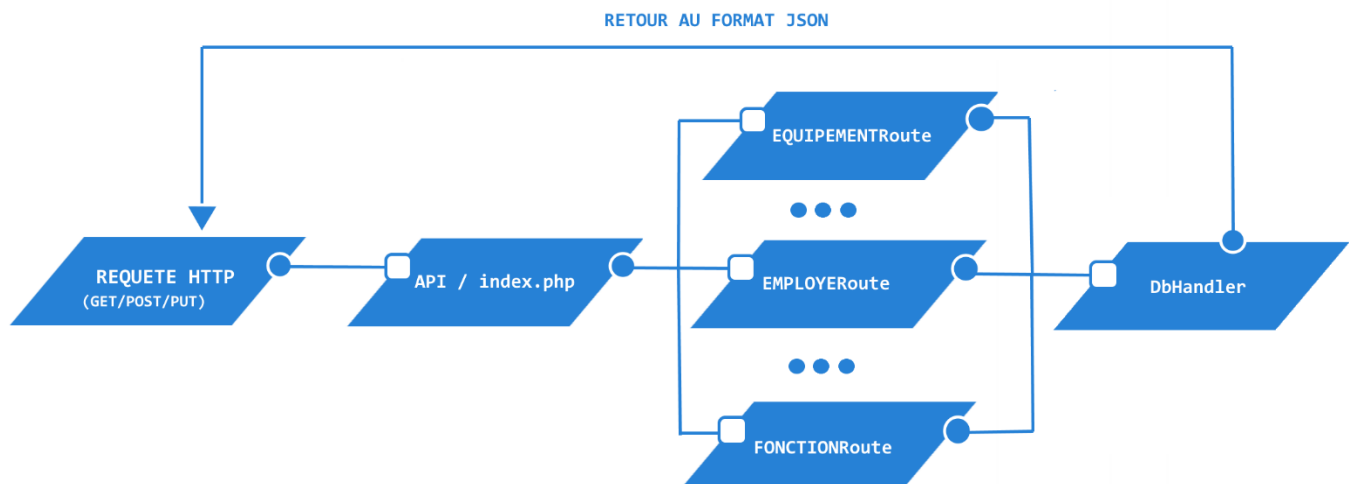 RETOUR AU FORMAT JSON
EQUIPEMENTRoute
REQUETE HTTP
(GET/POST/PUT)
API / index.php
EMPLOYERoute
DbHandler
FONCTIONRoute